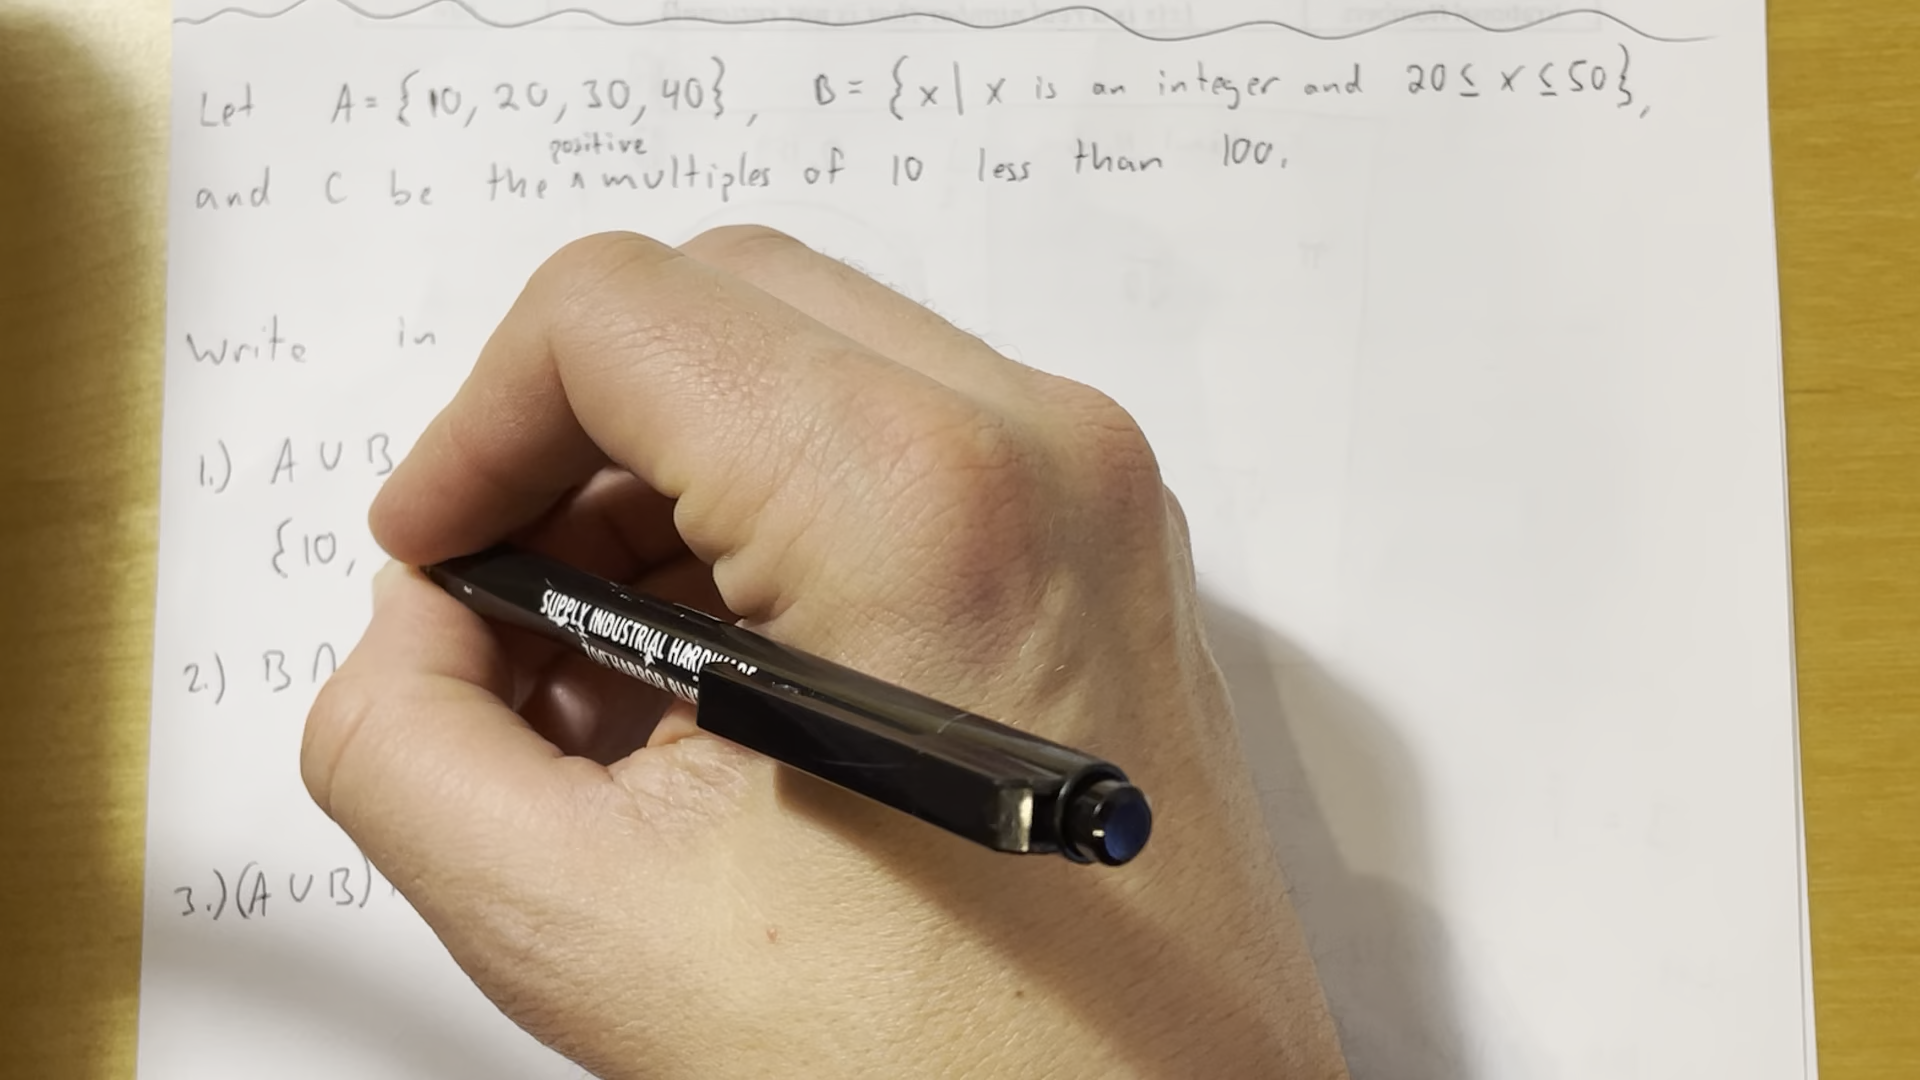 Let A = {10, 20, 30, 40}, B = {x | x is an integer and 20 ≤ x ≤ 50},
positive
and C be the ^ multiples of 10 less than 100.
Write in
1.) A ∪ B
{10,
2.) B ∩
3.) (A ∪ B)
SUPPLY INDUSTRIAL HARDWARE